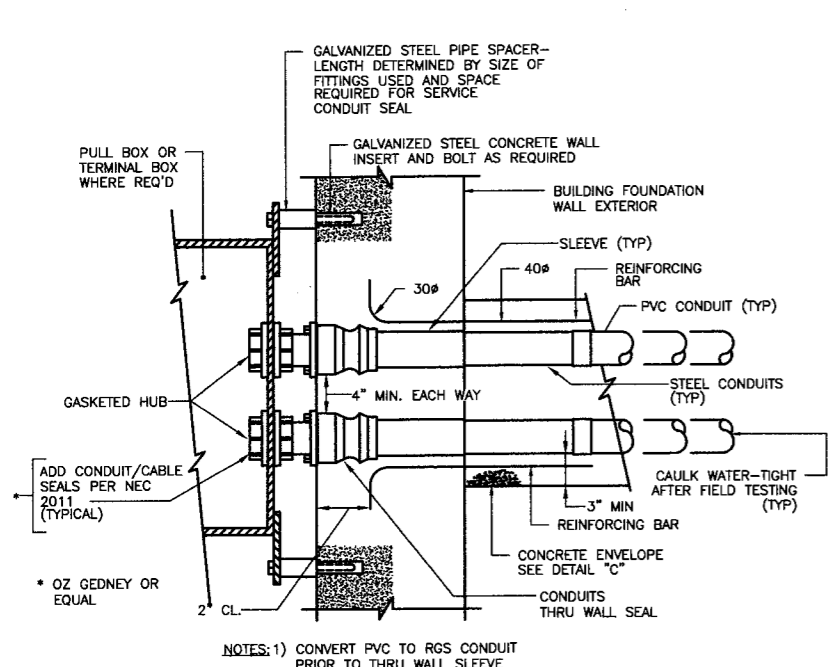 GALVANIZED STEEL PIPE SPACER-
LENGTH DETERMINED BY SIZE OF
FITTINGS USED AND SPACE
REQUIRED FOR SERVICE
CONDUIT SEAL
PULL BOX OR
TERMINAL BOX
WHERE REQ'D
GALVANIZED STEEL CONCRETE WALL
INSERT AND BOLT AS REQUIRED
BUILDING FOUNDATION
WALL EXTERIOR
SLEEVE (TYP)
30ø
40ø
REINFORCING
BAR
PVC CONDUIT (TYP)
GASKETED HUB
4" MIN. EACH WAY
STEEL CONDUITS
(TYP)
* ADD CONDUIT/CABLE
SEALS PER NEC
2011
(TYPICAL)
CAULK WATER-TIGHT
AFTER FIELD TESTING
(TYP)
3" MIN
REINFORCING BAR
CONCRETE ENVELOPE
SEE DETAIL "C"
* OZ GEDNEY OR
EQUAL
2" CL.
CONDUITS
THRU WALL SEAL
NOTES: 1) CONVERT PVC TO RGS CONDUIT
PRIOR TO THRU WALL SLEEVE